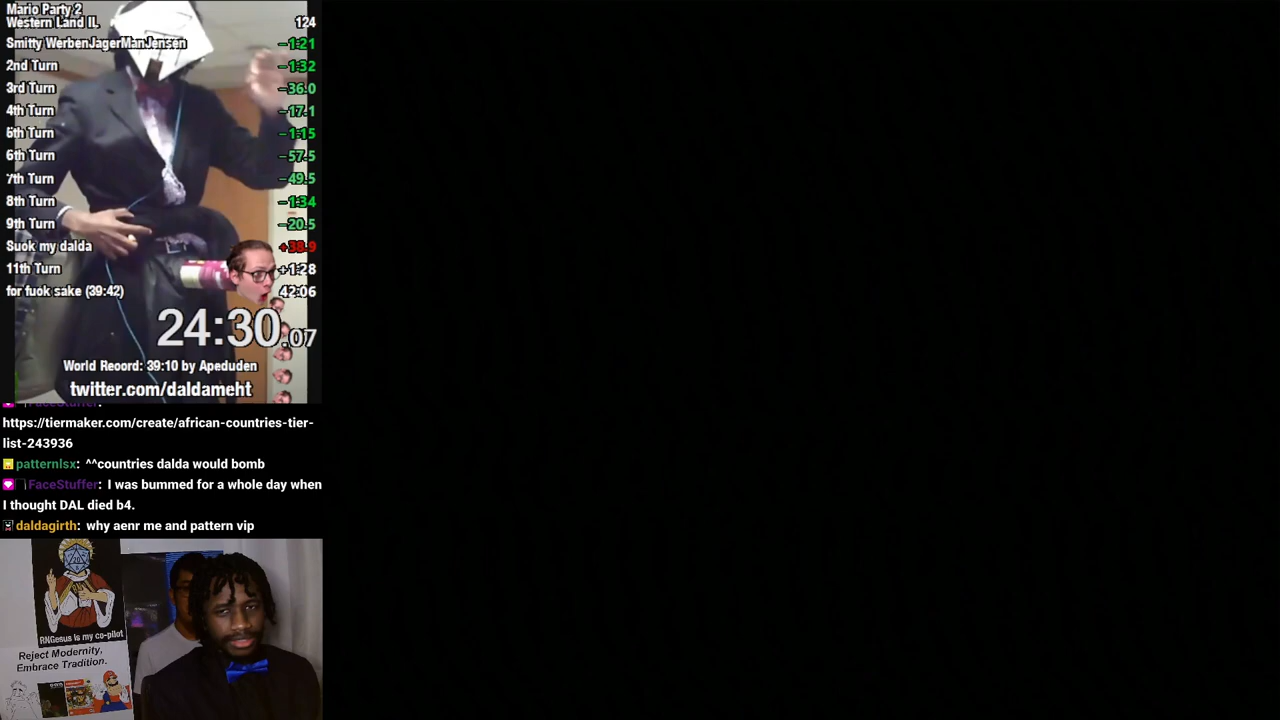 Mario Party 2
Western Land IL
124
Smitty WerbenJagerManJensen
-1:21
2nd Turn
-1:32
3rd Turn
-36.0
4th Turn
-17.1
5th Turn
-1:15
6th Turn
-57.5
7th Turn
-49.5
8th Turn
-1:34
9th Turn
-20.5
Suck my dalda
+38.9
11th Turn
+1:28
for fuck sake (39:42)
42:06
24:30.07
World Record: 39:10 by Apeduden
twitter.com/daldameht
FaceStuffer:
https://tiermaker.com/create/african-countries-tier-
list-243936
patternlsx: ^^countries dalda would bomb
FaceStuffer: I was bummed for a whole day when
I thought DAL died b4.
daldagirth: why aenr me and pattern vip
RNGesus is my co-pilot
Reject Modernity,
Embrace Tradition.